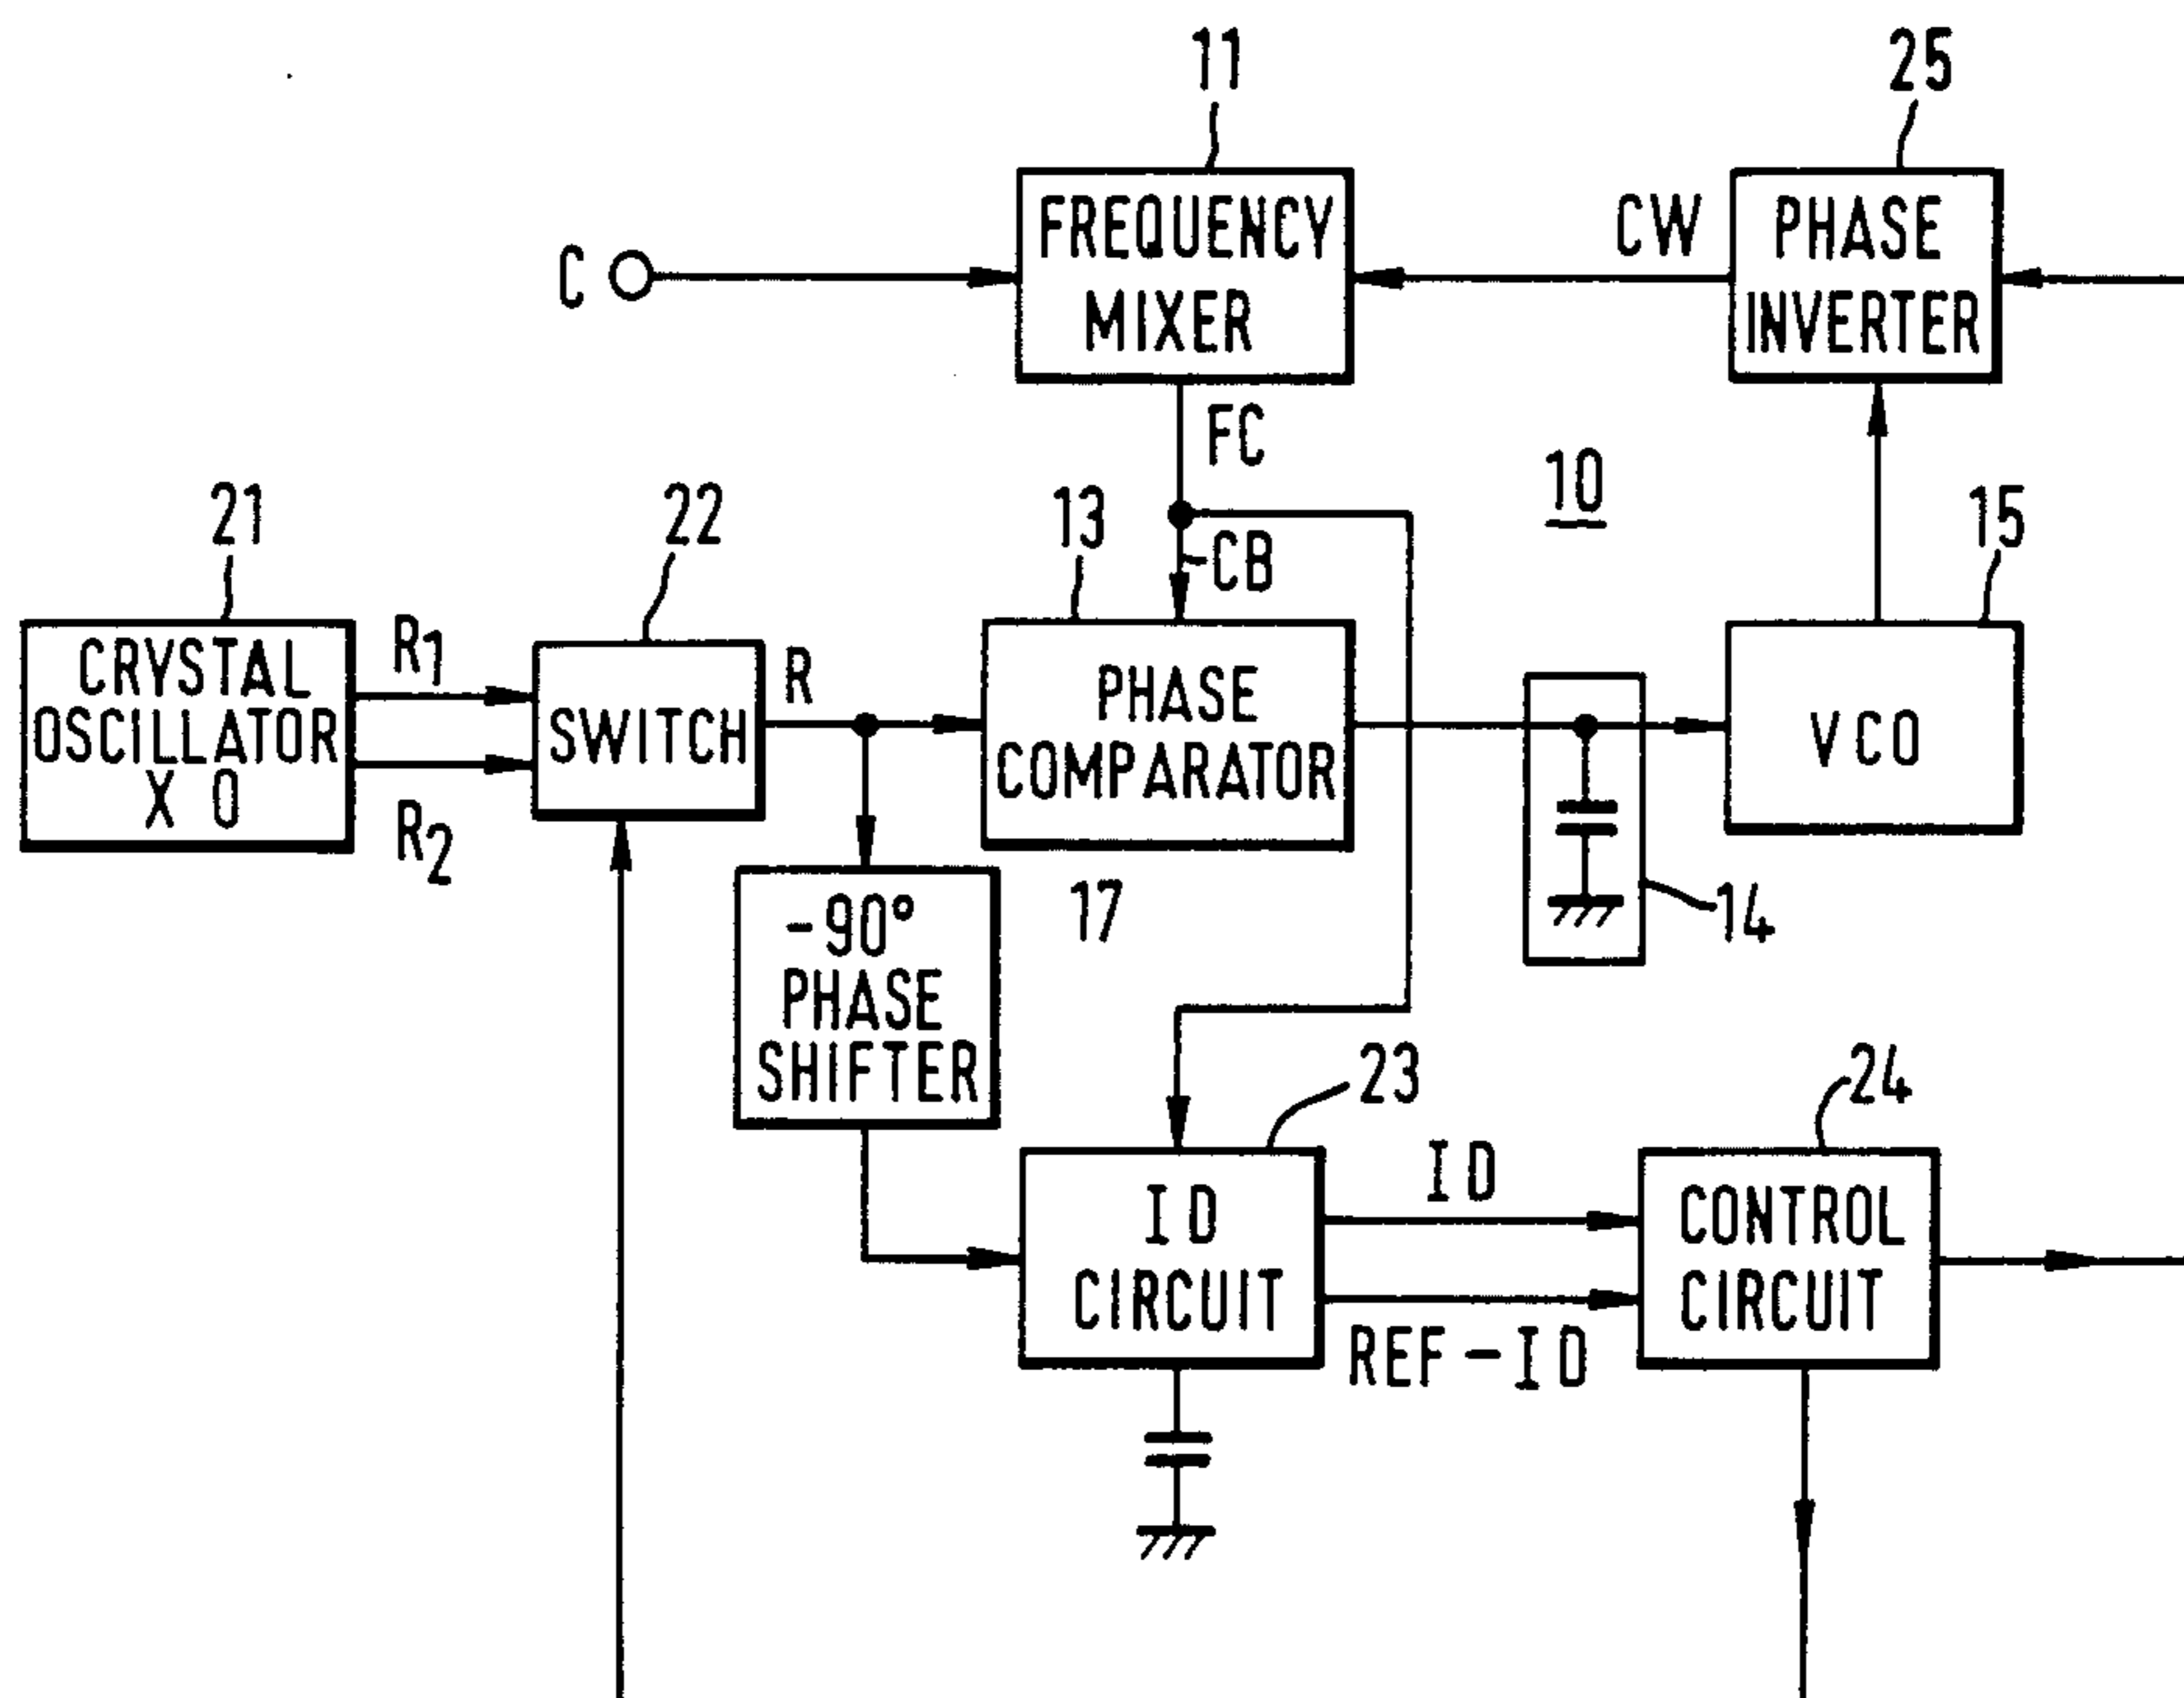 11
25
FREQUENCY
MIXER
CW
PHASE
INVERTER
C
FC
10
21
22
13
CB
15
CRYSTAL
OSCILLATOR
XO
R1
R2
SWITCH
R
PHASE
COMPARATOR
VCO
-90°
PHASE
SHIFTER
17
14
23
24
ID
CIRCUIT
ID
REF-ID
CONTROL
CIRCUIT